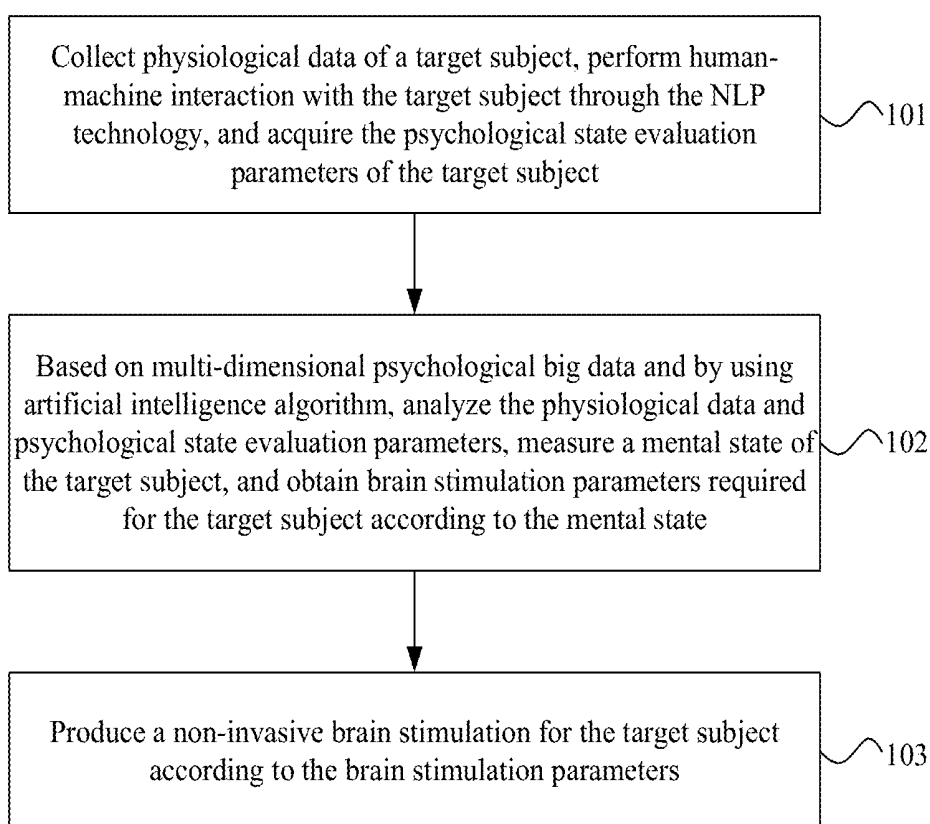 Collect physiological data of a target subject, perform human-
machine interaction with the target subject through the NLP
technology, and acquire the psychological state evaluation
parameters of the target subject
101
Based on multi-dimensional psychological big data and by using
artificial intelligence algorithm, analyze the physiological data and
psychological state evaluation parameters, measure a mental state of
the target subject, and obtain brain stimulation parameters required
for the target subject according to the mental state
102
Produce a non-invasive brain stimulation for the target subject
according to the brain stimulation parameters
103